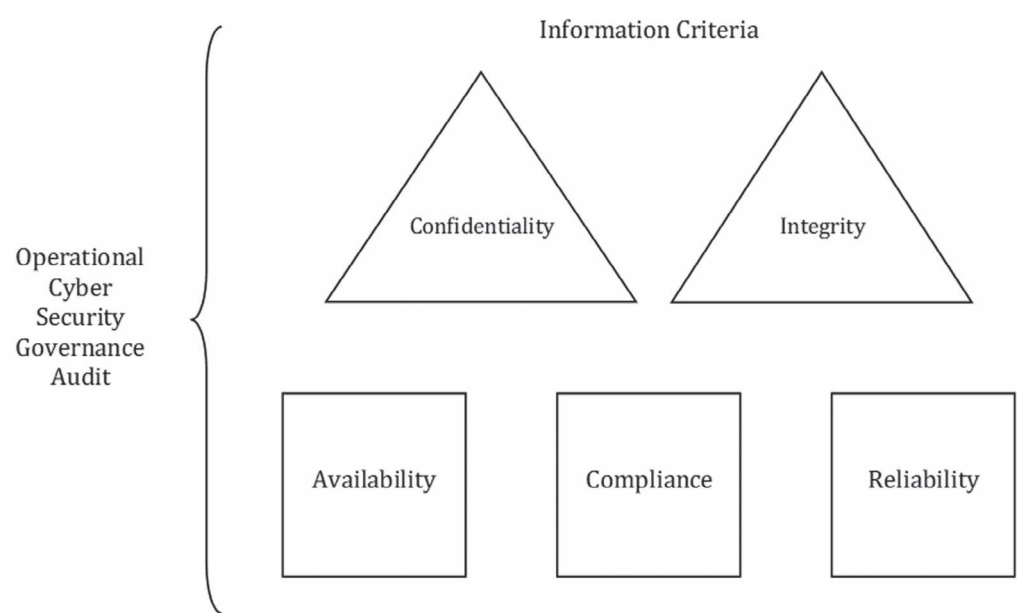 Information Criteria
Confidentiality
Integrity
Operational
Cyber
Security
Governance
Audit
Availability
Compliance
Reliability